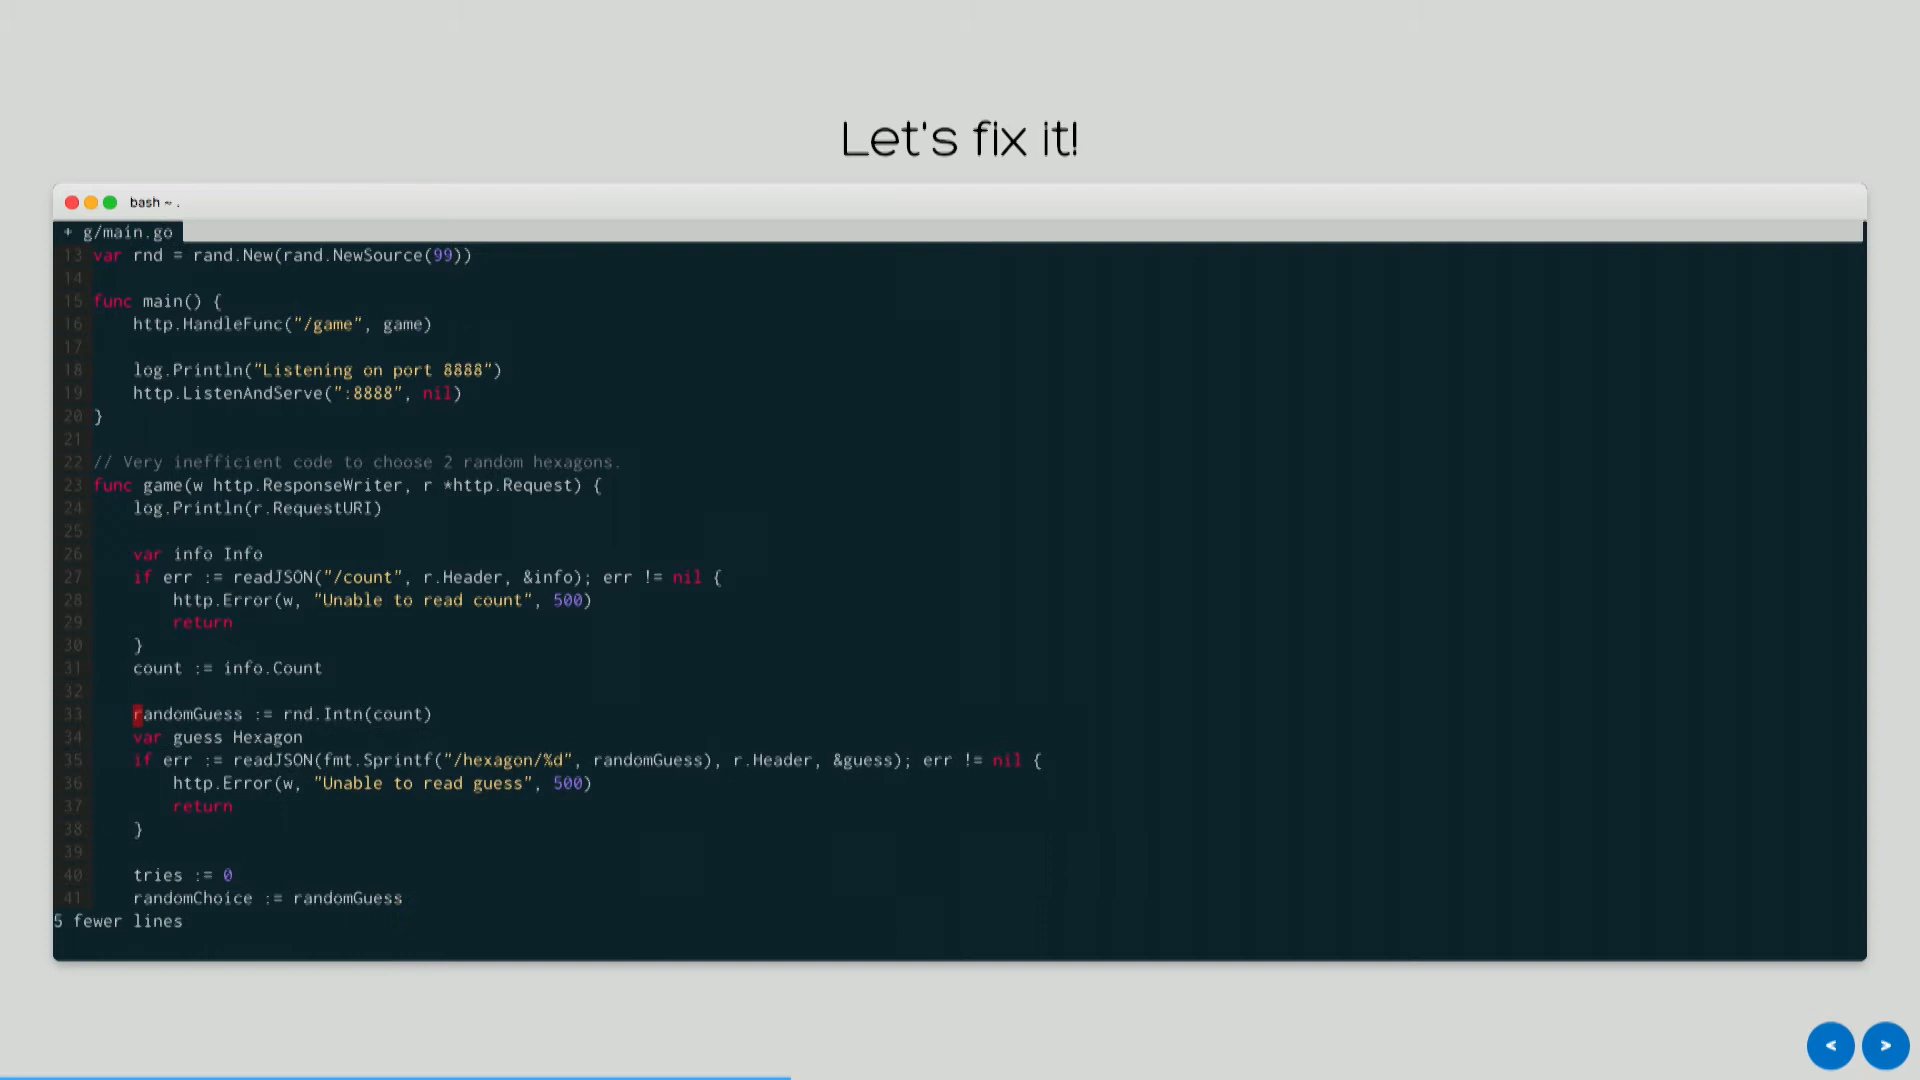 Let's fix it!
bash ~ .
+ g/main.go
13 var rnd = rand.New(rand.NewSource(99))
14
15 func main() {
16 http.HandleFunc("/game", game)
17
18 log.Println("Listening on port 8888")
19 http.ListenAndServe(":8888", nil)
20 }
21
22 // Very inefficient code to choose 2 random hexagons.
23 func game(w http.ResponseWriter, r *http.Request) {
24 log.Println(r.RequestURI)
25
26 var info Info
27 if err := readJSON("/count", r.Header, &info); err != nil {
28 http.Error(w, "Unable to read count", 500)
29 return
30 }
31 count := info.Count
32
33 randomGuess := rnd.Intn(count)
34 var guess Hexagon
35 if err := readJSON(fmt.Sprintf("/hexagon/%d", randomGuess), r.Header, &guess); err != nil {
36 http.Error(w, "Unable to read guess", 500)
37 return
38 }
39
40 tries := 0
41 randomChoice := randomGuess
5 fewer lines
< >